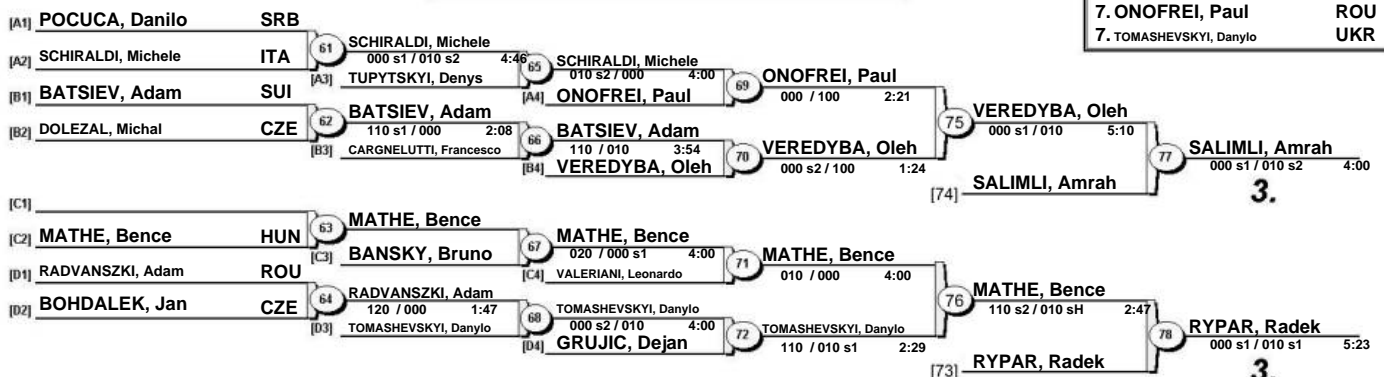 7. ONOFREI, Paul ROU
7. TOMASHEVSKYI, Danylo UKR
[A1] POCUCA, Danilo SRB
[A2] SCHIRALDI, Michele ITA
61
SCHIRALDI, Michele
000 s1 / 010 s2 4:46
[A3] TUPYTSKYI, Denys
65
SCHIRALDI, Michele
010 s2 / 000 4:00
[A4] ONOFREI, Paul
69
ONOFREI, Paul
000 / 100 2:21
[B1] BATSIEV, Adam SUI
[B2] DOLEZAL, Michal CZE
62
BATSIEV, Adam
110 s1 / 000 2:08
[B3] CARGNELUTTI, Francesco
66
BATSIEV, Adam
110 / 010 3:54
[B4] VEREDYBA, Oleh
70
VEREDYBA, Oleh
000 s2 / 100 1:24
75
VEREDYBA, Oleh
000 s1 / 010 5:10
[74] SALIMLI, Amrah
77
SALIMLI, Amrah
000 s1 / 010 s2 4:00
3.
[C1]
[C2] MATHE, Bence HUN
63
MATHE, Bence
[C3] BANSKY, Bruno
67
MATHE, Bence
020 / 000 s1 4:00
[C4] VALERIANI, Leonardo
71
MATHE, Bence
010 / 000 4:00
[D1] RADVANSZKI, Adam ROU
[D2] BOHDALEK, Jan CZE
64
RADVANSZKI, Adam
120 / 000 1:47
[D3] TOMASHEVSKYI, Danylo
68
TOMASHEVSKYI, Danylo
000 s2 / 010 4:00
[D4] GRUJIC, Dejan
72
TOMASHEVSKYI, Danylo
110 / 010 s1 2:29
76
MATHE, Bence
110 s2 / 010 sH 2:47
[73] RYPAR, Radek
78
RYPAR, Radek
000 s1 / 010 s1 5:23
3.